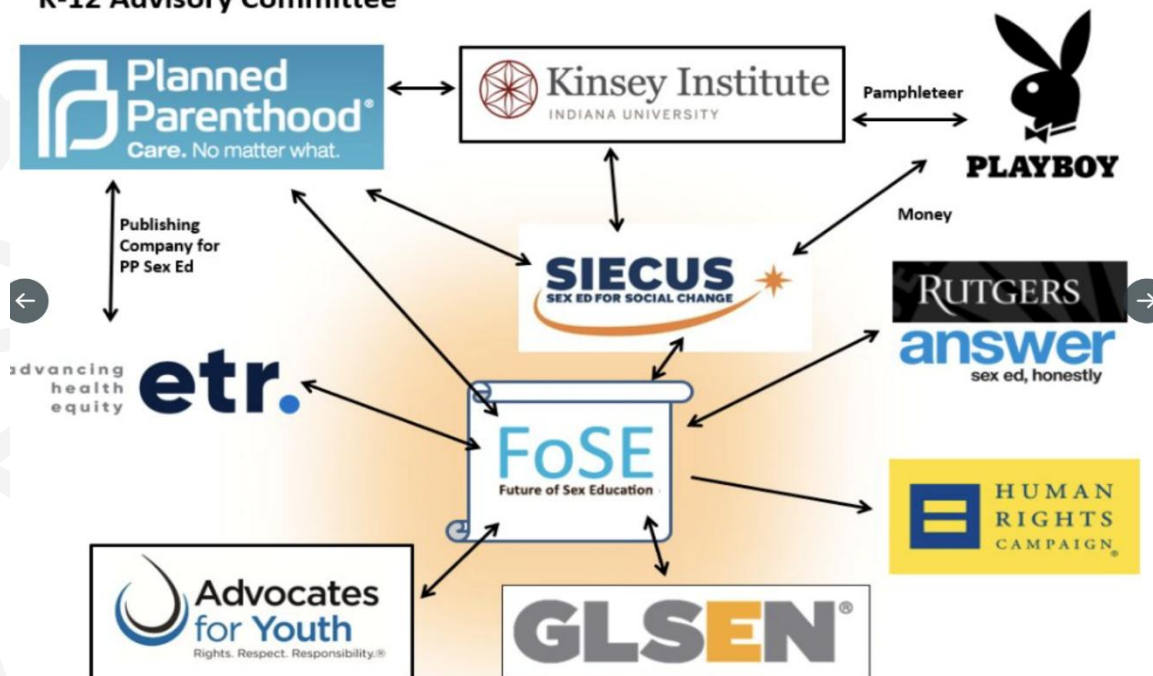 K-12 Advisory Committee
Planned
Parenthood®
Care. No matter what.
Kinsey Institute
INDIANA UNIVERSITY
Pamphleteer
PLAYBOY
Money
Publishing
Company for
PP Sex Ed
SIECUS
SEX ED FOR SOCIAL CHANGE
RUTGERS
answer
sex ed, honestly
advancing
health
equity
etr.
FoSE
Future of Sex Education
HUMAN
RIGHTS
CAMPAIGN®
Advocates
for Youth
Rights. Respect. Responsibility.®
GLSEN®